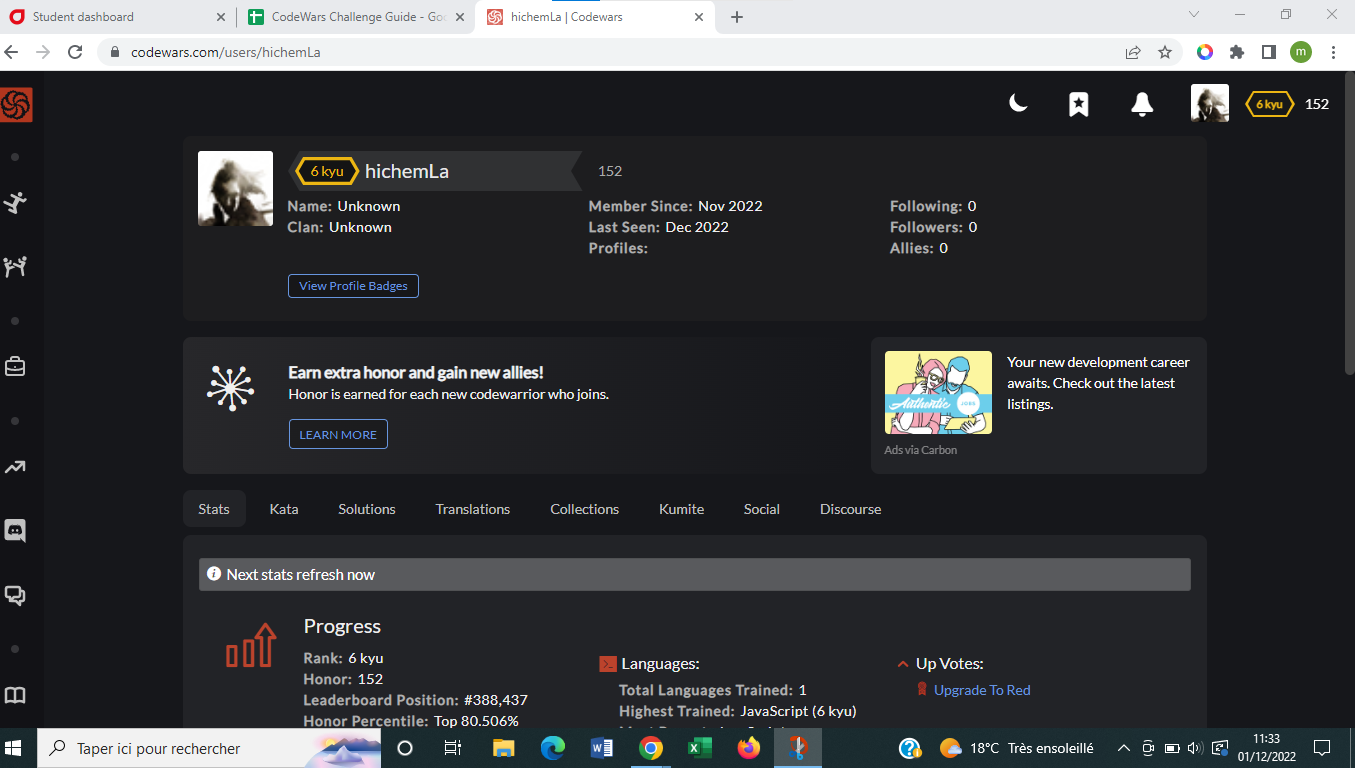 Student dashboard
CodeWars Challenge Guide - Goo
hichemLa | Codewars
codewars.com/users/hichemLa
m
6 kyu 152
6 kyu hichemLa 152
Name: Unknown
Clan: Unknown
Member Since: Nov 2022
Last Seen: Dec 2022
Profiles:
Following: 0
Followers: 0
Allies: 0
View Profile Badges
Earn extra honor and gain new allies!
Honor is earned for each new codewarrior who joins.
LEARN MORE
Authentic JOBS
Your new development career
awaits. Check out the latest
listings.
Ads via Carbon
Stats Kata Solutions Translations Collections Kumite Social Discourse
Next stats refresh now
Progress
Rank: 6 kyu
Honor: 152
Leaderboard Position: #388,437
Honor Percentile: Top 80.506%
Languages:
Total Languages Trained: 1
Highest Trained: JavaScript (6 kyu)
Up Votes:
Upgrade To Red
Taper ici pour rechercher
18°C Très ensoleillé
11:33
01/12/2022